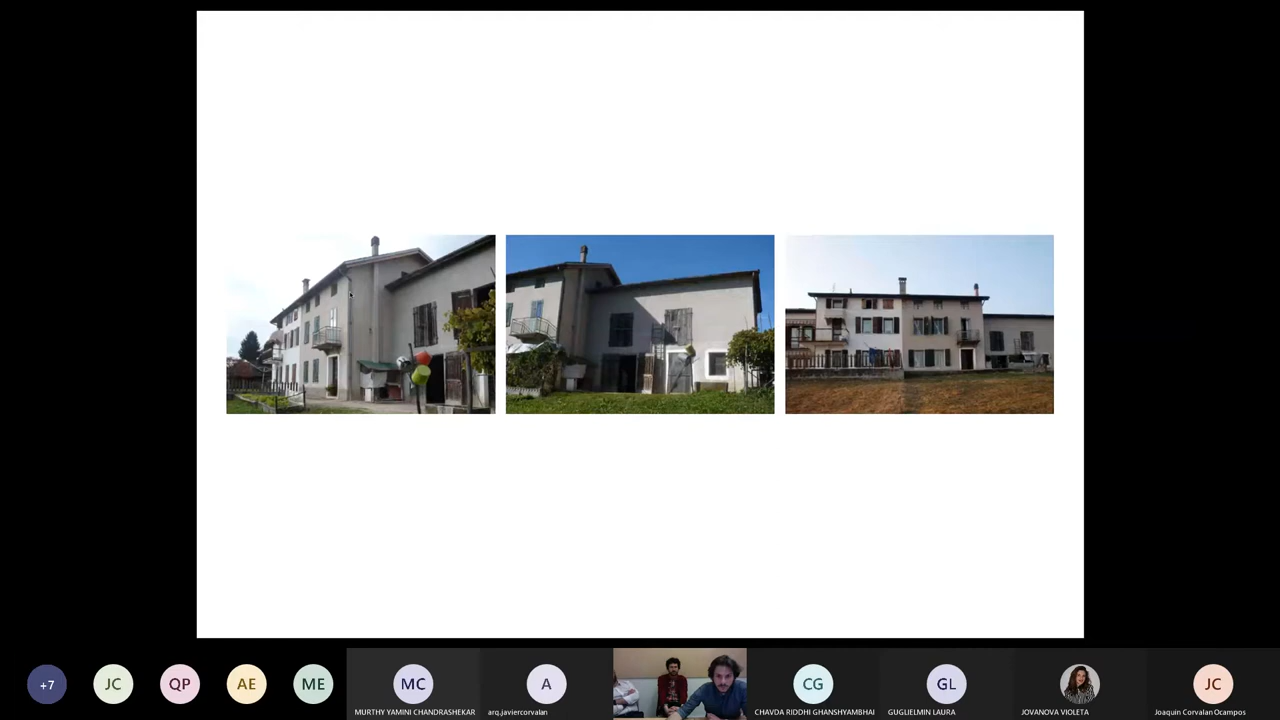 +7
JC
QP
AE
ME
MC
A
CG
GL
JC
MURTHY YAMINI CHANDRASHEKAR
arq.javiercorvalan
CHAVDA RIDDHI GHANSHYAMBHAI
GUGLIELMIN LAURA
JOVANOVA VIOLETA
Joaquin Corvalan Ocampos